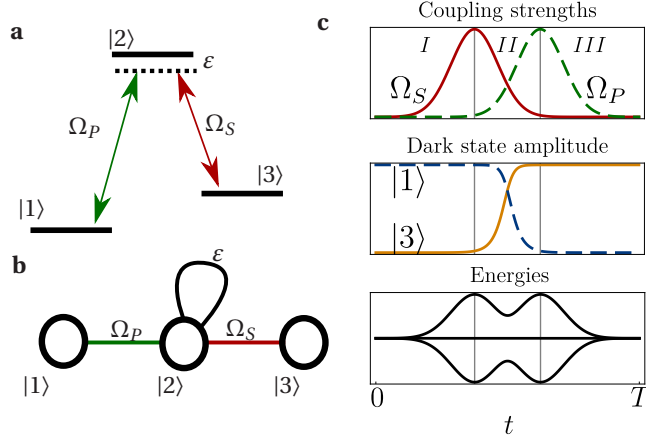 a
|2⟩
ε
Ω_P
Ω_S
|1⟩
|3⟩
b
ε
Ω_P
Ω_S
|1⟩
|2⟩
|3⟩
c
Coupling strengths
I II III
Ω_S Ω_P
Dark state amplitude
|1⟩
|3⟩
Energies
0 T
t